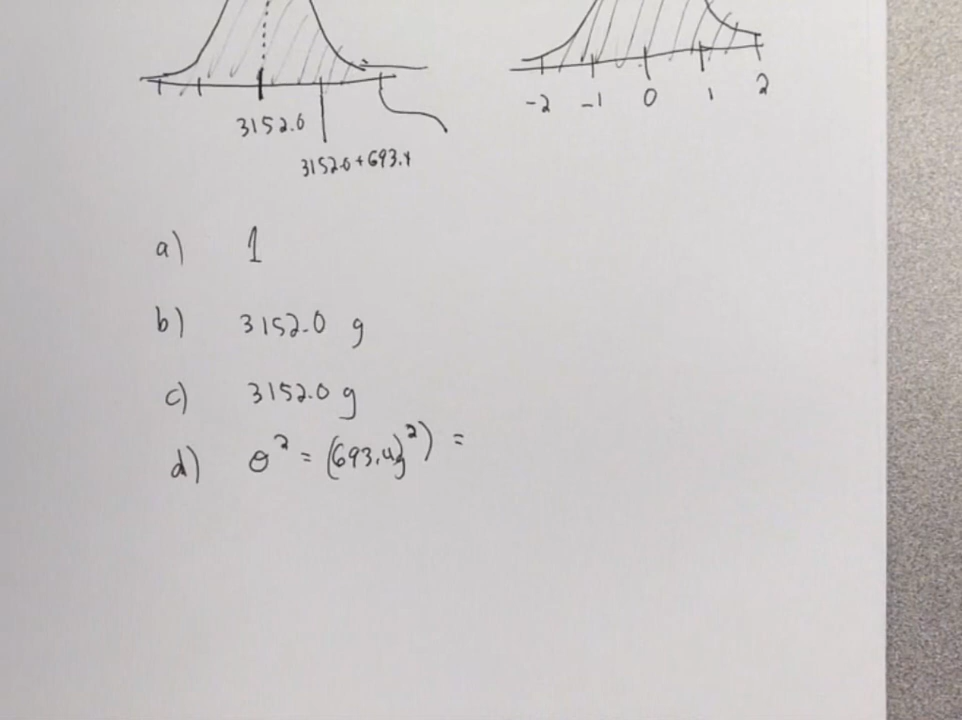 -2 -1 0 1 2
3152.0
3152.0+693.4
a) 1
b) 3152.0 g
c) 3152.0 g
d) σ² = (693.4g²)² =